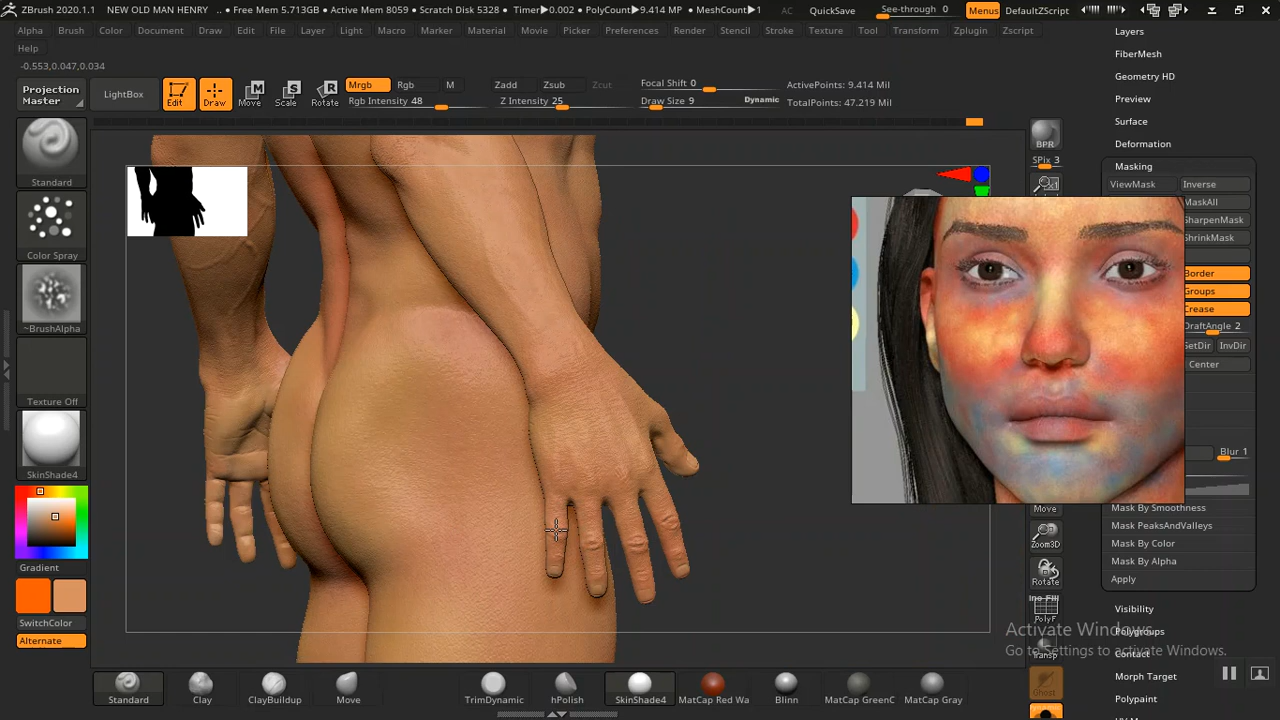 ZBrush 2020.1.1 NEW OLD MAN HENRY .. • Free Mem 5.713GB • Active Mem 8059 • Scratch Disk 5328 • Timer▶0.002 • PolyCount▶9.414 MP • MeshCount▶1 AC QuickSave See-through 0 Menus DefaultZScript
Alpha Brush Color Document Draw Edit File Layer Light Macro Marker Material Movie Picker Preferences Render Stencil Stroke Texture Tool Transform Zplugin Zscript
Help
-0.553,0.047,0.034
Projection Master
LightBox
Edit
Draw
Move
Scale
Rotate
Mrgb Rgb M
Rgb Intensity 48
Zadd Zsub Zcut
Z Intensity 25
Focal Shift 0
Draw Size 9 Dynamic
ActivePoints: 9.414 Mil
TotalPoints: 47.219 Mil
Standard
Color Spray
~BrushAlpha
Texture Off
SkinShade4
Gradient
SwitchColor
Alternate
BPR
SPix 3
Move
Zoom3D
Rotate
PolyF
Transp
Ghost
Layers
FiberMesh
Geometry HD
Preview
Surface
Deformation
Masking
ViewMask Inverse
MaskAll
SharpenMask
ShrinkMask
Border
Groups
Crease
DraftAngle 2
InvDir
Center
Blur 1
Mask By Smoothness
Mask PeaksAndValleys
Mask By Color
Mask By Alpha
Apply
Visibility
Polygroups
Contact
Morph Target
Polypaint
Activate Windows
Go to Settings to activate Windows.
Standard Clay ClayBuildup Move TrimDynamic hPolish SkinShade4 MatCap Red Wa Blinn MatCap GreenC MatCap Gray